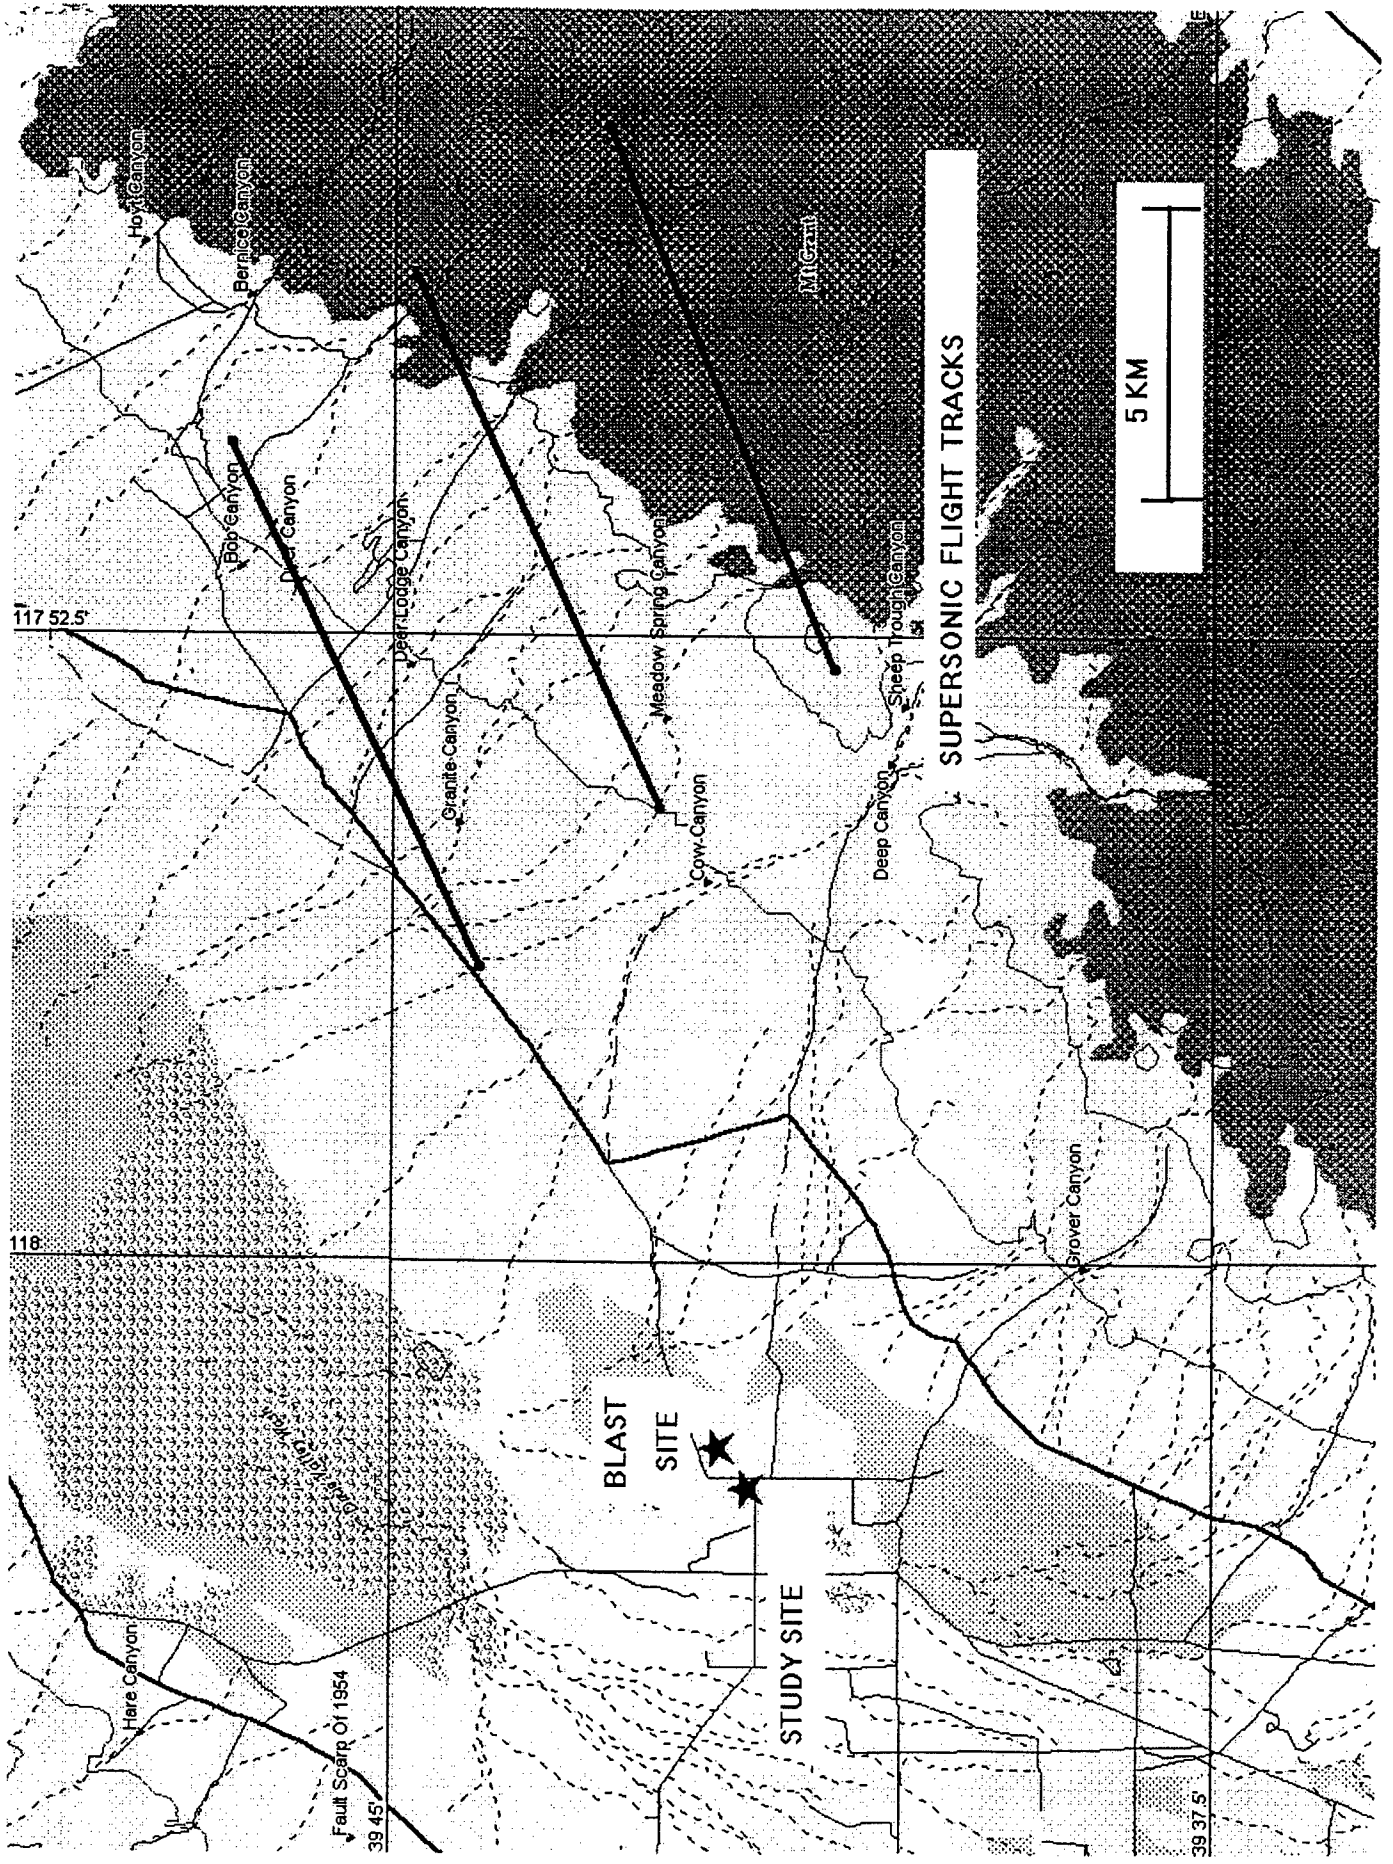 Hoyt Canyon
Bernice Canyon
Bob Canyon
Deer Lodge Canyon
117 52.5'
Granite Canyon
Meadow Spring Canyon
Mt Grant
Cow Canyon
Sheep Trough Canyon
Deep Canyon
SUPERSONIC FLIGHT TRACKS
5 KM
118
Grover Canyon
BLAST
SITE
STUDY SITE
Hare Canyon
Fault Scarp Of 1954
39 45'
39 37.5'